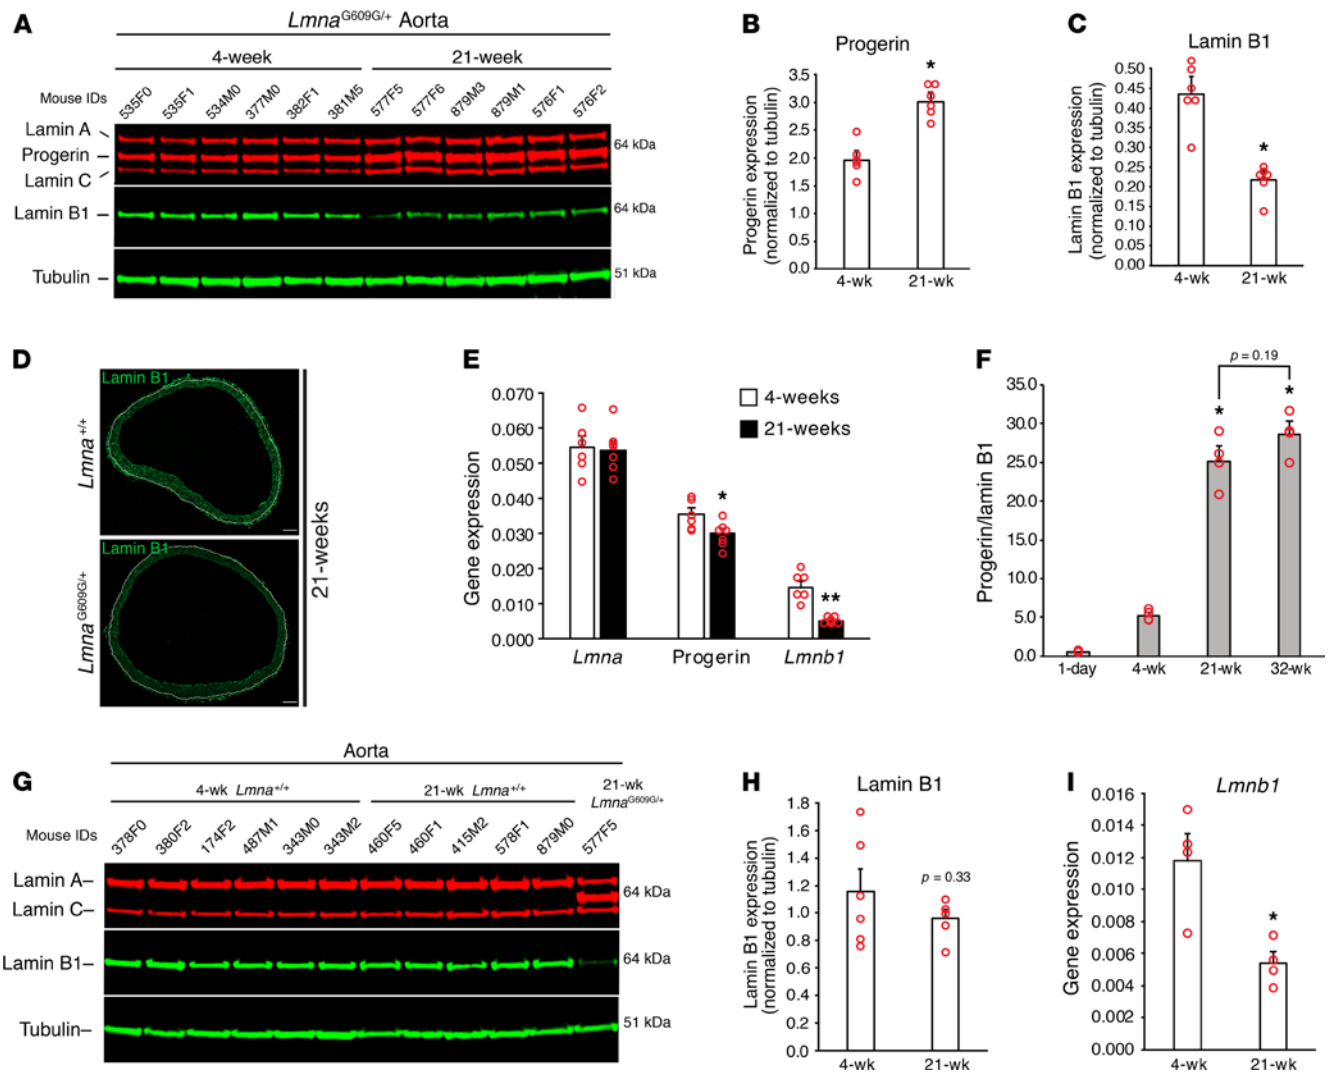 A
Lmna^G609G/+ Aorta
4-week 21-week
Mouse IDs 535F0 535F1 534M0 377M0 382F1 381M5 577F5 577F6 879M3 879M1 576F1 576F2
Lamin A
64 kDa
Progerin
Lamin C
Lamin B1 64 kDa
Tubulin 51 kDa
B
Progerin
Progerin expression
(normalized to tubulin)
3.5
3.0
2.5
2.0
1.5
1.0
0.5
0.0
*
4-wk 21-wk
C
Lamin B1
Lamin B1 expression
(normalized to tubulin)
0.50
0.45
0.40
0.35
0.30
0.25
0.20
0.15
0.10
0.05
0.00
*
4-wk 21-wk
D
Lamin B1
Lmna^+/+
Lamin B1
Lmna^G609G/+
21-weeks
E
Gene expression
0.070
0.060
0.050
0.040
0.030
0.020
0.010
0.000
4-weeks
21-weeks
*
**
Lmna Progerin Lmnb1
F
Progerin/lamin B1
35.0
30.0
25.0
20.0
15.0
10.0
5.0
0.0
p = 0.19
* *
1-day 4-wk 21-wk 32-wk
G
Aorta
4-wk Lmna^+/+ 21-wk Lmna^+/+ 21-wk
Lmna^G609G/+
Mouse IDs 378F0 380F2 174F2 487M1 343M0 343M2 460F5 460F1 415M2 578F1 879M0 577F5
Lamin A
64 kDa
Lamin C
Lamin B1 64 kDa
Tubulin 51 kDa
H
Lamin B1
Lamin B1 expression
(normalized to tubulin)
1.8
1.6
1.4
1.2
1.0
0.8
0.6
0.4
0.2
0.0
p = 0.33
4-wk 21-wk
I
Lmnb1
Gene expression
0.016
0.014
0.012
0.010
0.008
0.006
0.004
0.002
0.000
*
4-wk 21-wk